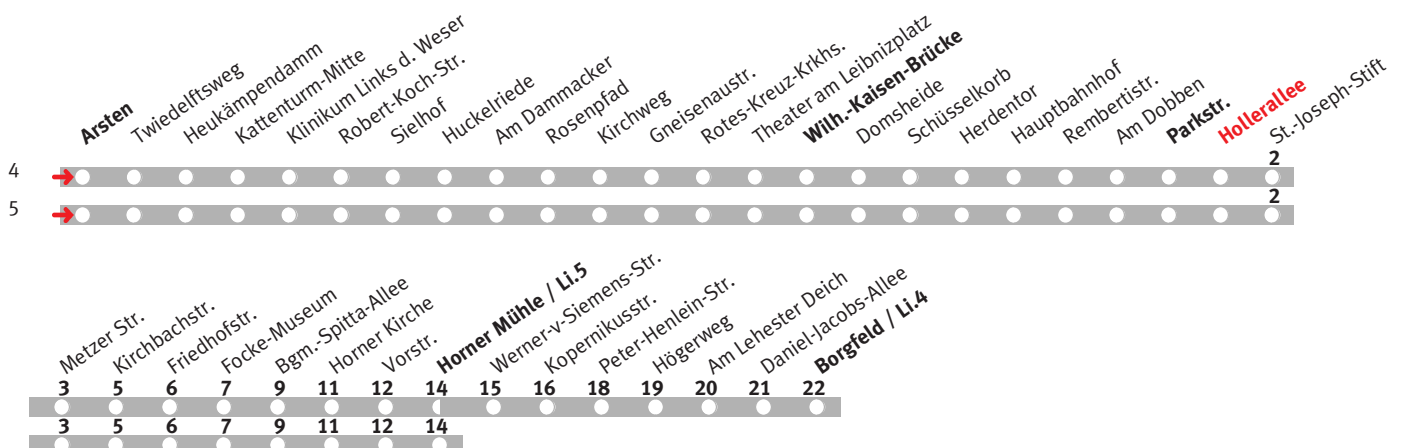 Arsten
Twiedelftsweg
Heukämpendamm
Kattenturm-Mitte
Klinikum Links d. Weser
Robert-Koch-Str.
Sielhof
Huckelriede
Am Dammacker
Rosenpfad
Kirchweg
Gneisenaustr.
Rotes-Kreuz-Krkhs.
Theater am Leibnizplatz
Wilh.-Kaisen-Brücke
Domsheide
Schüsselkorb
Herdentor
Hauptbahnhof
Rembertistr.
Am Dobben
Parkstr.
Hollerallee
St.-Joseph-Stift
4 2
5 2
Metzer Str.
Kirchbachstr.
Friedhofstr.
Focke-Museum
Bgm.-Spitta-Allee
Horner Kirche
Vorstr.
Horner Mühle / Li.5
Werner-v-Siemens-Str.
Kopernikusstr.
Peter-Henlein-Str.
Högerweg
Am Lehester Deich
Daniel-Jacobs-Allee
Borgfeld / Li.4
3 5 6 7 9 11 12 14 15 16 18 19 20 21 22
3 5 6 7 9 11 12 14